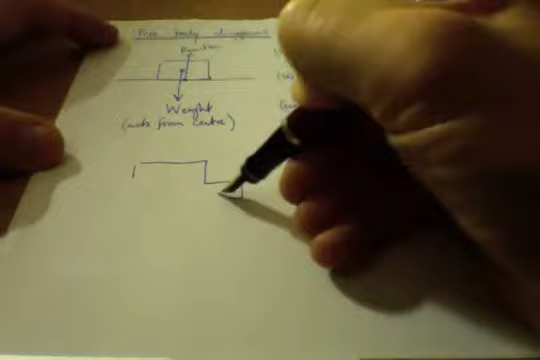 Free body diagrams
Reaction
Weight
(acts from centre)